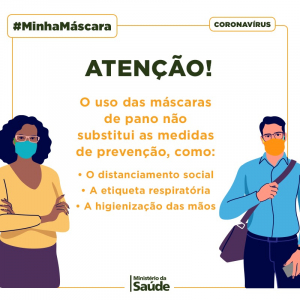 #MinhaMáscara
CORONAVÍRUS
ATENÇÃO!
O uso das máscaras
de pano não
substitui as medidas
de prevenção, como:
• O distanciamento social
• A etiqueta respiratória
• A higienização das mãos
Ministério da
Saúde